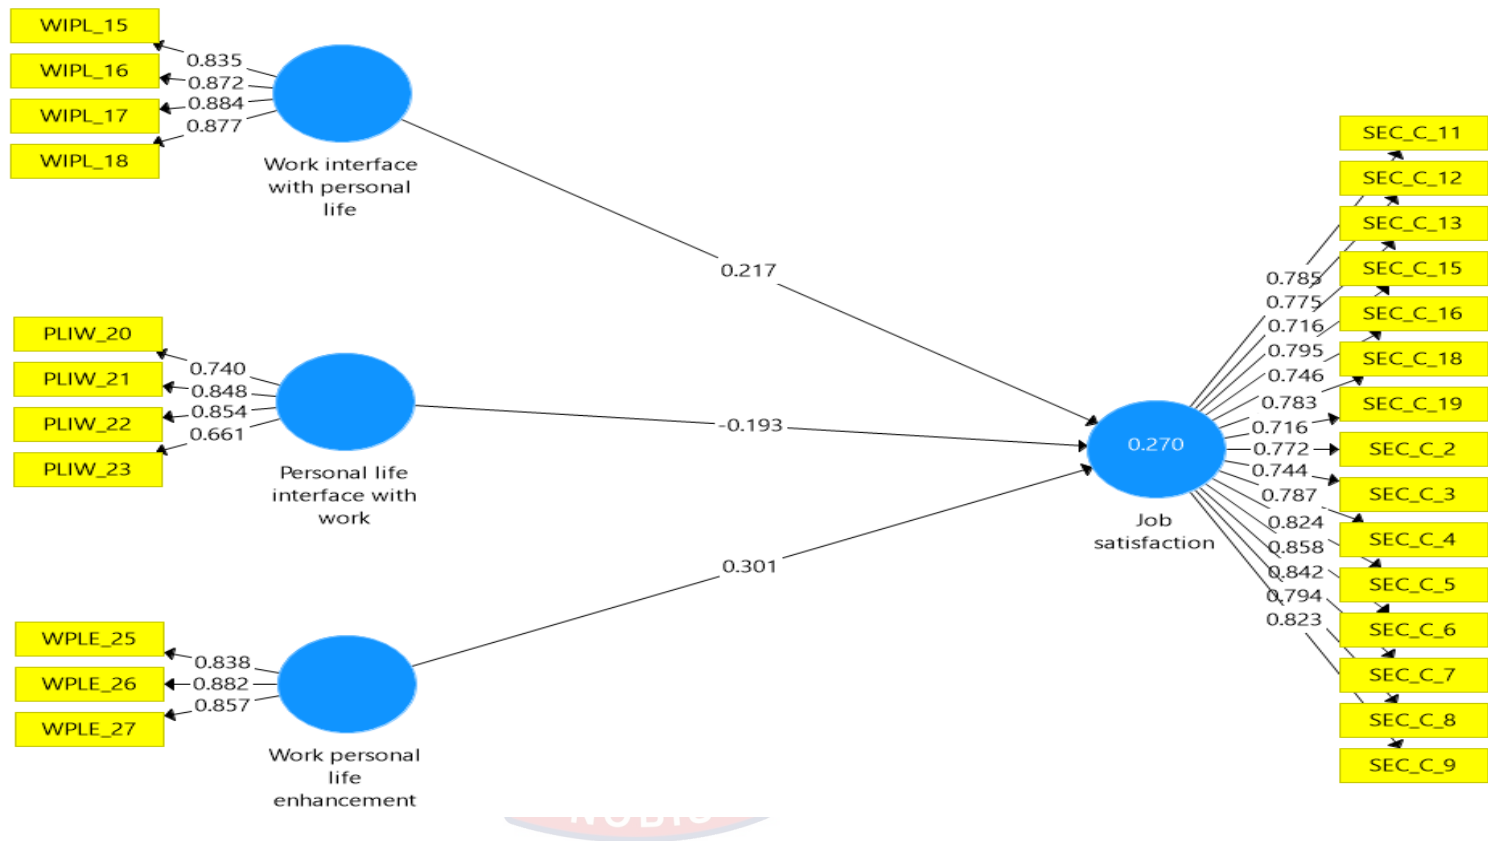 WIPL_15
WIPL_16
WIPL_17
WIPL_18
0.835
0.872
0.884
0.877
Work interface
with personal
life
PLIW_20
PLIW_21
PLIW_22
PLIW_23
0.740
0.848
0.854
0.661
Personal life
interface with
work
WPLE_25
WPLE_26
WPLE_27
0.838
0.882
0.857
Work personal
life
enhancement
0.217
-0.193
0.301
0.270
Job
satisfaction
0.785
0.775
0.716
0.795
0.746
0.783
0.716
0.772
0.744
0.787
0.824
0.858
0.842
0.794
0.823
SEC_C_11
SEC_C_12
SEC_C_13
SEC_C_15
SEC_C_16
SEC_C_18
SEC_C_19
SEC_C_2
SEC_C_3
SEC_C_4
SEC_C_5
SEC_C_6
SEC_C_7
SEC_C_8
SEC_C_9